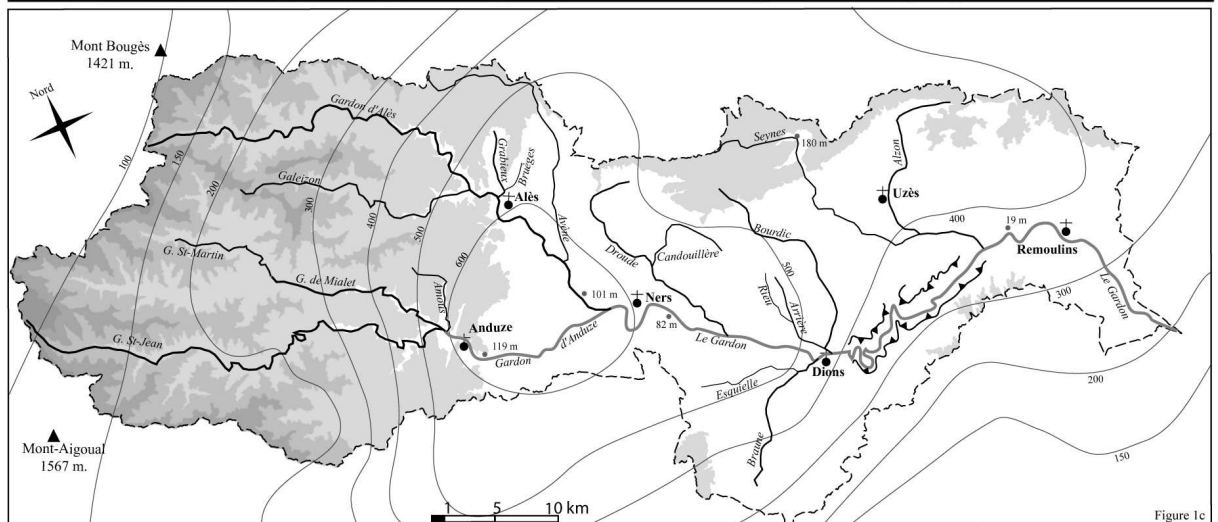 Mont Bougès
1421 m.
Nord
100
150
200
300
400
500
600
Gardon d'Alès
Galeizon
G. St-Martin
G. de Mialet
G. St-Jean
Amous
Grabieux
Bruèges
Alès
Avène
Anduze
119 m
Gardon
d'Anduze
101 m
Ners
82 m
Droude
Candouillère
Bourdic
500
Rieu
Arrière
Le Gardon
Esquielle
Braune
Dions
Seynes
180 m
Alzon
Uzès
400
19 m
Remoulins
300
Le Gardon
200
150
Mont-Aigoual
1567 m.
1 5 10 km
Figure 1c